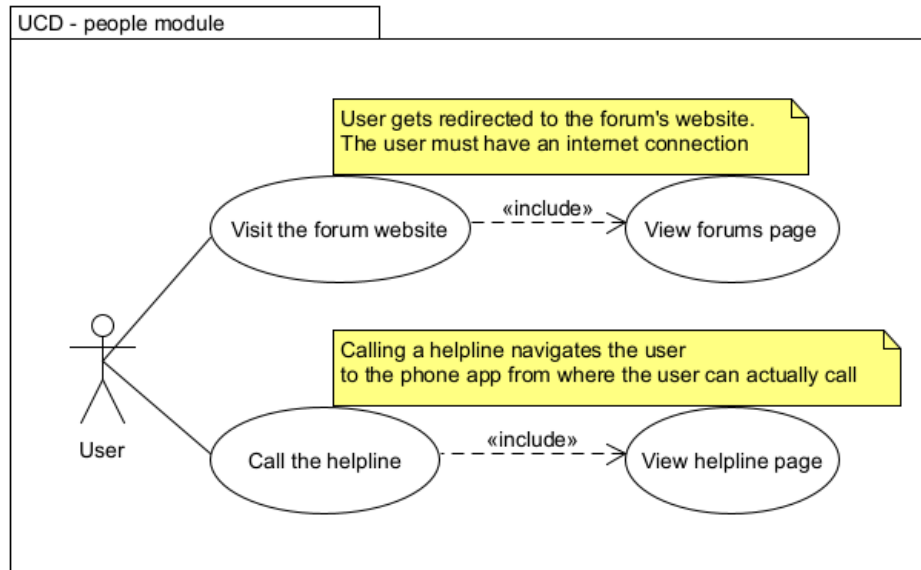 UCD - people module
User gets redirected to the forum's website.
The user must have an internet connection
Visit the forum website
«include»
View forums page
Calling a helpline navigates the user
to the phone app from where the user can actually call
User
Call the helpline
«include»
View helpline page